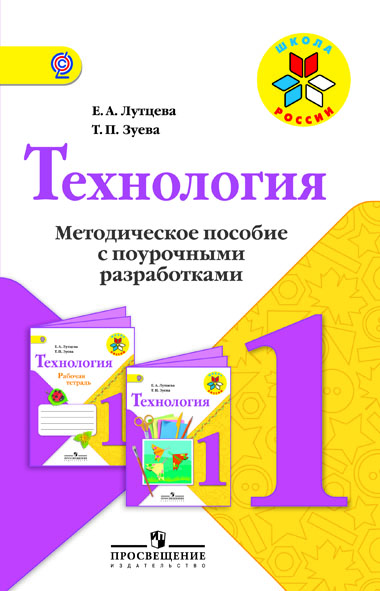 ШКОЛА
РОССИИ
Е. А. Лутцева
Т. П. Зуева
Технология
Методическое пособие
с поурочными
разработками
1
Е.А. Лутцева
Т.П. Зуева
Технология
Рабочая
тетрадь
1
Е.А. Лутцева
Т.П. Зуева
Технология
1
ПРОСВЕЩЕНИЕ
ИЗДАТЕЛЬСТВО